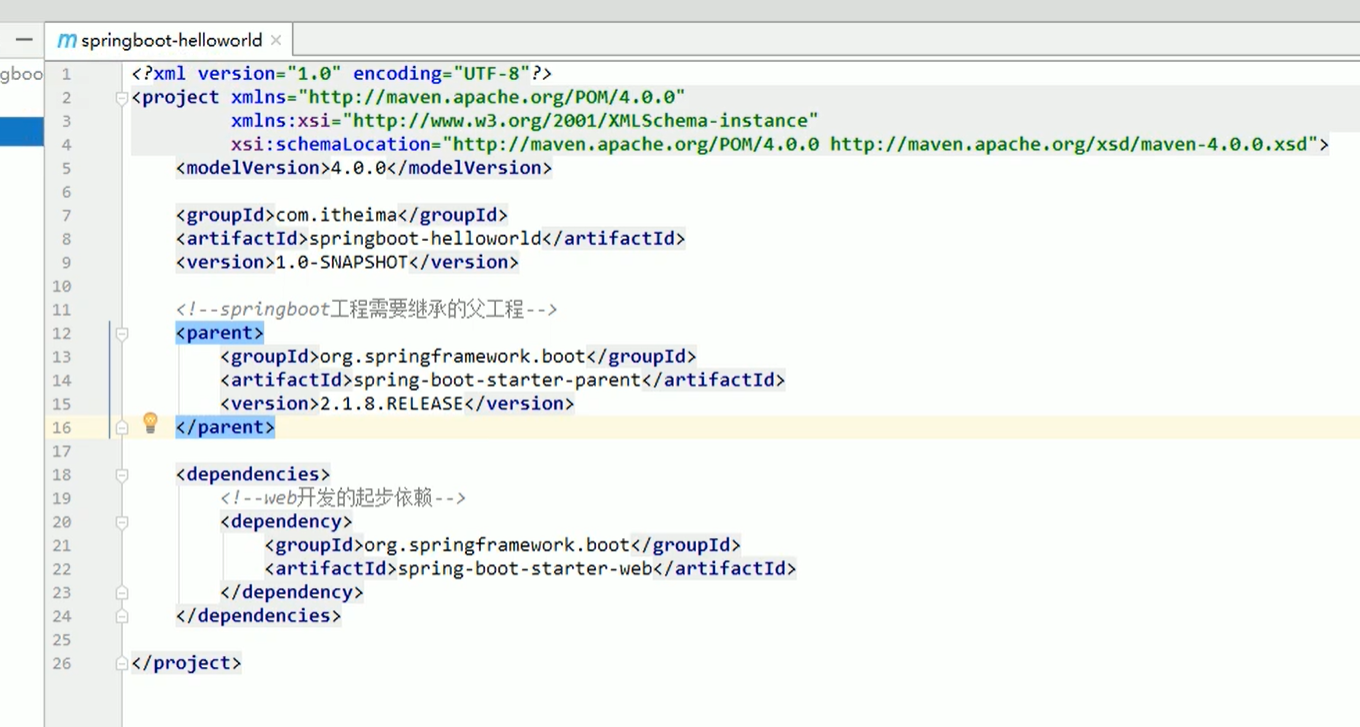 springboot-helloworld
gboo
1 <?xml version="1.0" encoding="UTF-8"?>
2 <project xmlns="http://maven.apache.org/POM/4.0.0"
3 xmlns:xsi="http://www.w3.org/2001/XMLSchema-instance"
4 xsi:schemaLocation="http://maven.apache.org/POM/4.0.0 http://maven.apache.org/xsd/maven-4.0.0.xsd">
5 <modelVersion>4.0.0</modelVersion>
6
7 <groupId>com.itheima</groupId>
8 <artifactId>springboot-helloworld</artifactId>
9 <version>1.0-SNAPSHOT</version>
10
11 <!--springboot工程需要继承的父工程-->
12 <parent>
13 <groupId>org.springframework.boot</groupId>
14 <artifactId>spring-boot-starter-parent</artifactId>
15 <version>2.1.8.RELEASE</version>
16 </parent>
17
18 <dependencies>
19 <!--web开发的起步依赖-->
20 <dependency>
21 <groupId>org.springframework.boot</groupId>
22 <artifactId>spring-boot-starter-web</artifactId>
23 </dependency>
24 </dependencies>
25
26 </project>